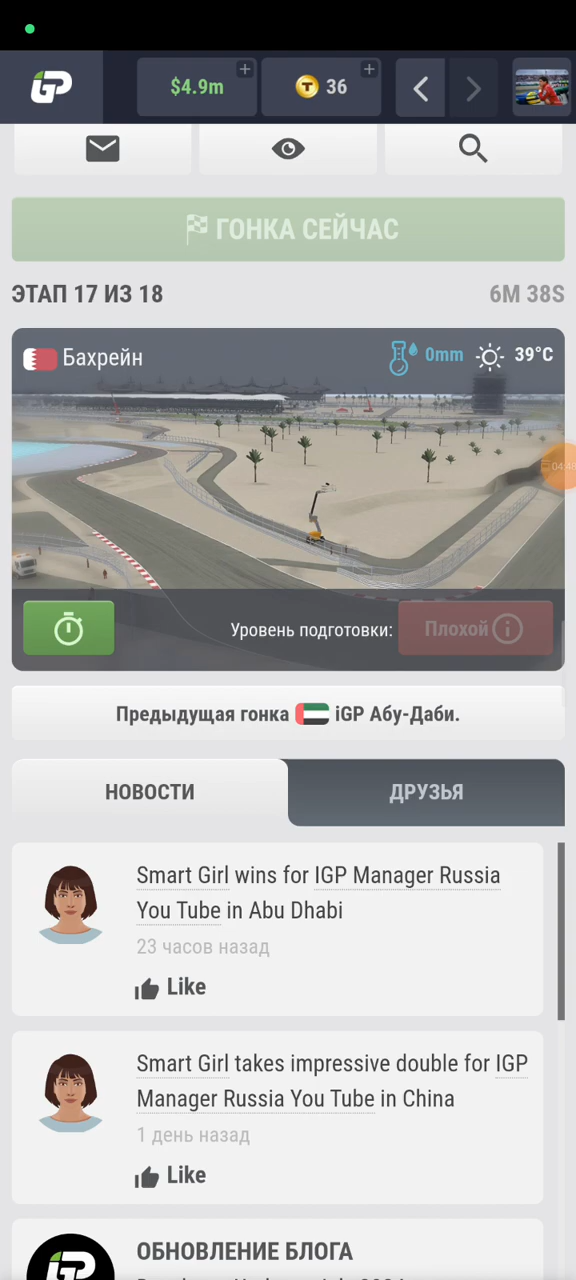 GP
$4.9m
+
T 36
+
ГОНКА СЕЙЧАС
ЭТАП 17 ИЗ 18
6M 38S
Бахрейн
0mm
39°C
04:48
Уровень подготовки:
Плохой
Предыдущая гонка iGP Абу-Даби.
НОВОСТИ
ДРУЗЬЯ
Smart Girl wins for IGP Manager Russia
You Tube in Abu Dhabi
23 часов назад
Like
Smart Girl takes impressive double for IGP
Manager Russia You Tube in China
1 день назад
Like
ОБНОВЛЕНИЕ БЛОГА